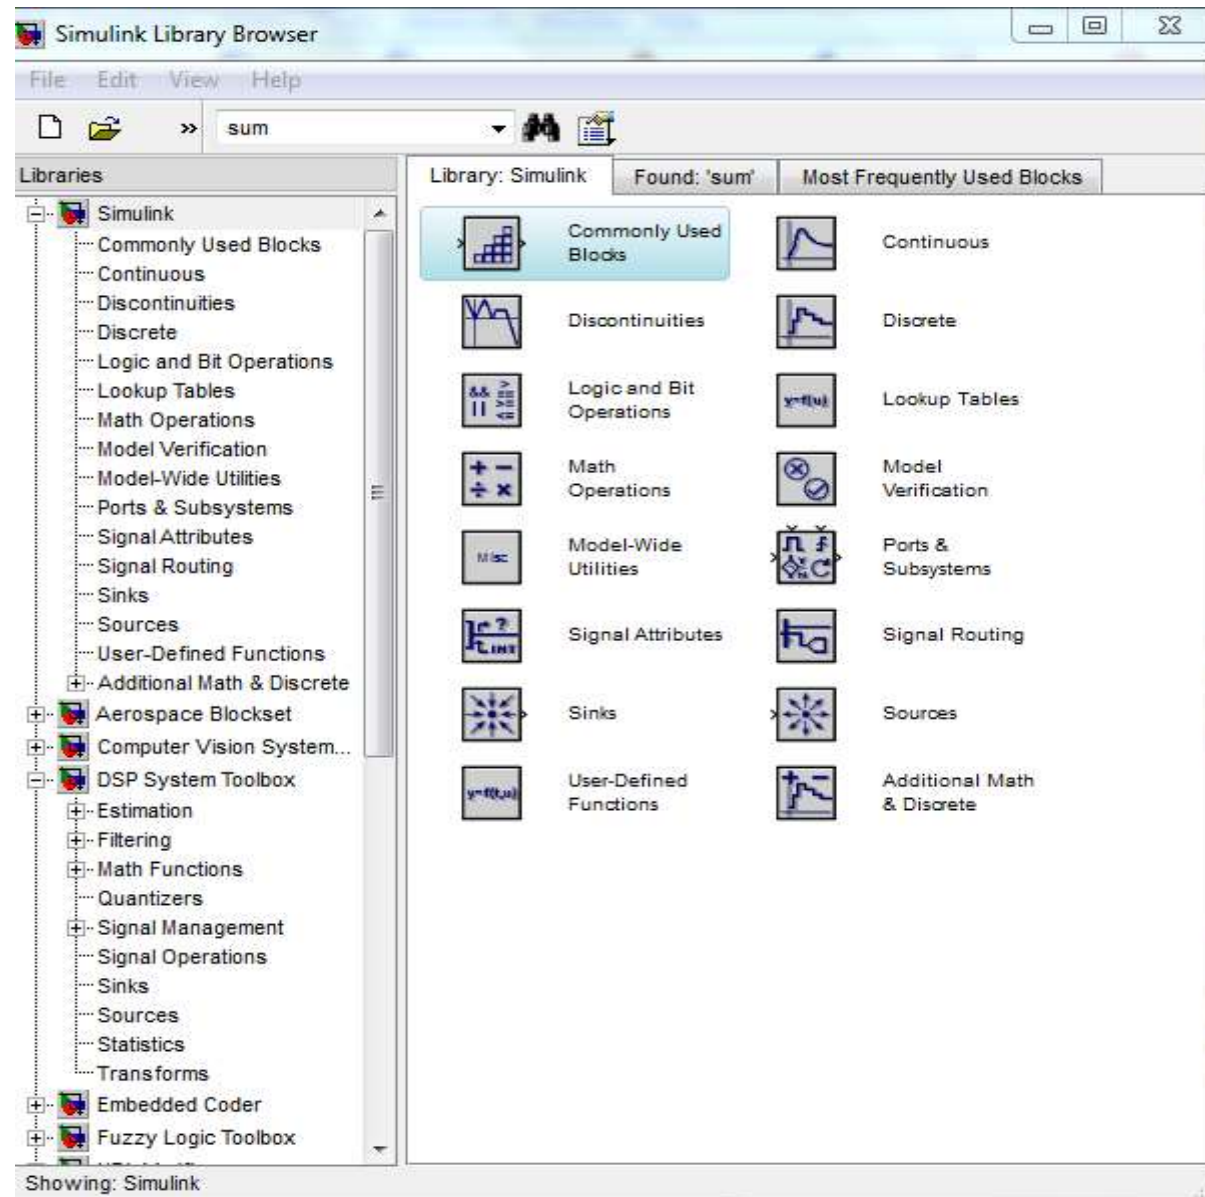 Simulink Library Browser
File Edit View Help
» sum
Libraries
Simulink
Commonly Used Blocks
Continuous
Discontinuities
Discrete
Logic and Bit Operations
Lookup Tables
Math Operations
Model Verification
Model-Wide Utilities
Ports & Subsystems
Signal Attributes
Signal Routing
Sinks
Sources
User-Defined Functions
Additional Math & Discrete
Aerospace Blockset
Computer Vision System...
DSP System Toolbox
Estimation
Filtering
Math Functions
Quantizers
Signal Management
Signal Operations
Sinks
Sources
Statistics
Transforms
Embedded Coder
Fuzzy Logic Toolbox
Library: Simulink Found: 'sum' Most Frequently Used Blocks
Commonly Used
Blocks
Continuous
Discontinuities
Discrete
&& > >= || <=
Logic and Bit
Operations
y=f(u)
Lookup Tables
+ − ÷ ×
Math
Operations
Model
Verification
Misc
Model-Wide
Utilities
Ports &
Subsystems
? INT
Signal Attributes
Signal Routing
Sinks
Sources
y=f(t,u)
User-Defined
Functions
Additional Math
& Discrete
Showing: Simulink